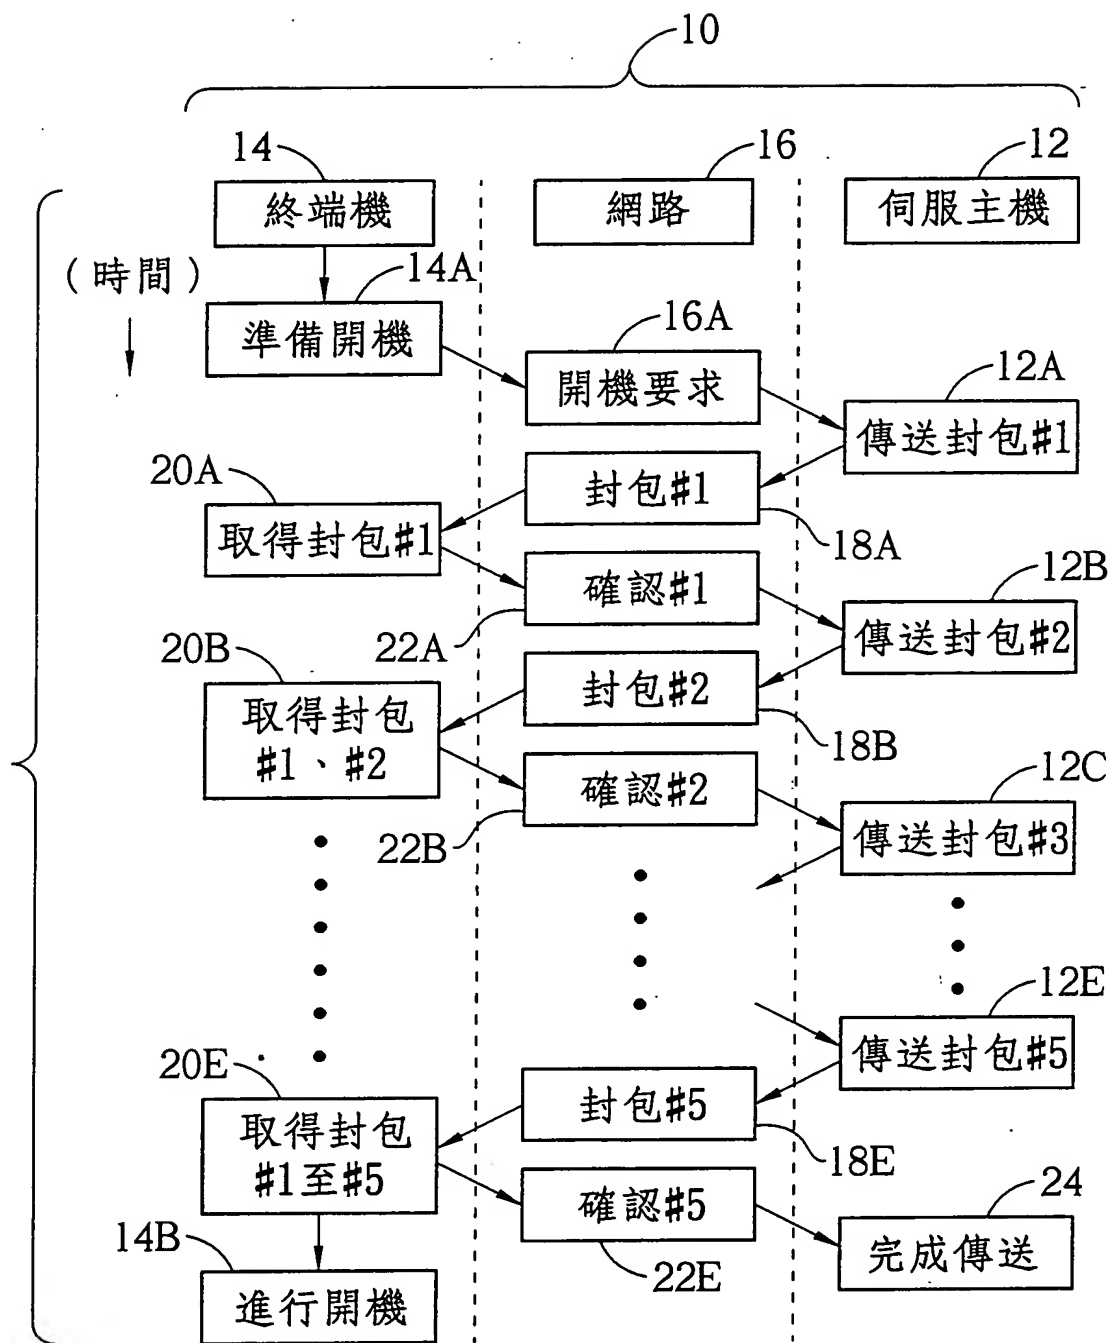 10
14
16
12
終端機
網路
伺服主機
(時間)
14A
準備開機
16A
開機要求
12A
傳送封包#1
20A
封包#1
取得封包#1
18A
確認#1
12B
傳送封包#2
22A
20B
封包#2
取得封包
#1、#2
18B
確認#2
12C
22B
傳送封包#3
12E
傳送封包#5
20E
封包#5
取得封包
#1至#5
18E
確認#5
24
14B
22E
完成傳送
進行開機